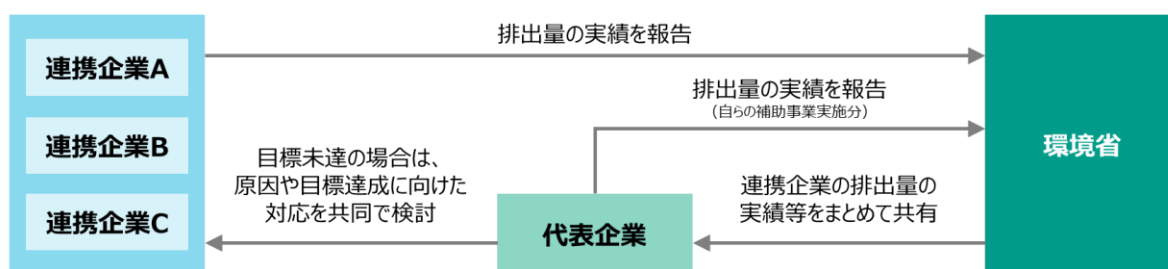 連携企業A
連携企業B
連携企業C
排出量の実績を報告
排出量の実績を報告
(自らの補助事業実施分)
目標未達の場合は、
原因や目標達成に向けた
対応を共同で検討
代表企業
連携企業の排出量の
実績等をまとめて共有
環境省